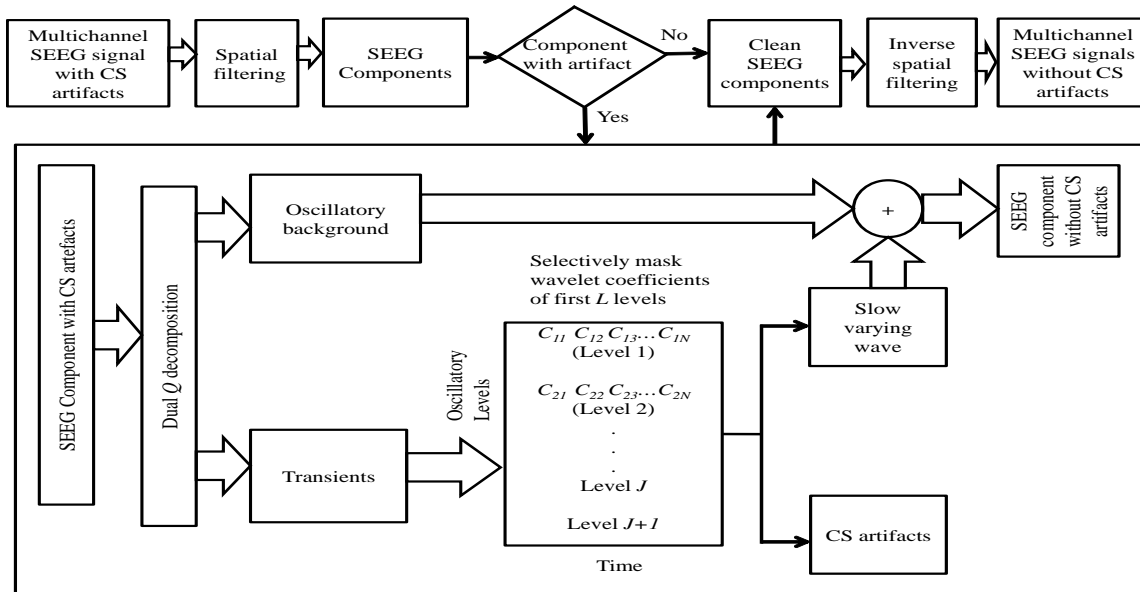 Multichannel
SEEG signal
with CS
artifacts
Spatial
filtering
SEEG
Components
Component
with artifact
No
Yes
Clean
SEEG
components
Inverse
spatial
filtering
Multichannel
SEEG signals
without CS
artifacts
SEEG Component with CS artefacts
Dual Q decomposition
Oscillatory
background
+
SEEG
component
without CS
artifacts
Selectively mask
wavelet coefficients
of first L levels
Slow
varying
wave
Oscillatory
Levels
C11 C12 C13...C1N
(Level 1)
C21 C22 C23...C2N
(Level 2)
.
.
.
Level J
Level J+1
Transients
CS artifacts
Time